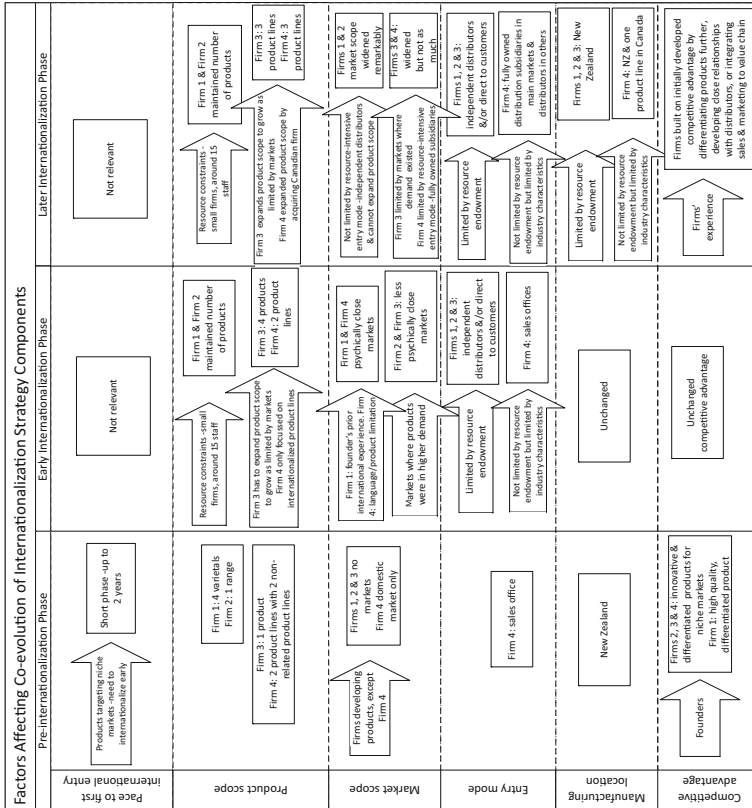 Factors Affecting Co-evolution of Internationalization Strategy Components
Pre-internationalization Phase
Early Internationalization Phase
Later Internationalization Phase
Pace to first
international entry
Products targeting niche
markets -need to
internationalize early
Short phase -up to
2 years
Not relevant
Not relevant
Product scope
Firm 1: 4 varietals
Firm 2: 1 range
Firm 3: 1 product
Firm 4: 2 product lines with 2 non-
related product lines
Resource constraints -small
firms, around 15 staff
Firm 1 & Firm 2
maintained number
of products
Firm 3 has to expand product scope
to grow as limited by markets
Firm 4 only focussed on
internationalized product lines
Firm 3: 4 products
Firm 4: 2 product
lines
Resource constraints -
small firms, around 15
staff
Firm 1 & Firm 2
maintained number
of products
Firm 3 expands product scope to grow as
limited by markets
Firm 4 expanded product scope by
acquiring Canadian firm
Firm 3: 3
product lines
Firm 4: 3
product lines
Market scope
Firms developing
products, except
Firm 4
Firms 1, 2 & 3 no
markets
Firm 4 domestic
market only
Firm 1: founder's prior
international experience. Firm
4: language/product limitation
Firm 1 & Firm 4
psychically close
markets
Markets where products
were in higher demand
Firm 2 & Firm 3: less
psychically close
markets
Not limited by resource-intensive
entry mode -independent distributors
& cannot expand product scope
Firms 1 & 2
market scope
widened
remarkably
Firm 3 limited by markets where
demand existed
Firm 4 limited by resource-intensive
entry mode -fully owned subsidiaries
Firms 3 & 4:
widened
but not as
much
Entry mode
Firm 4: sales office
Limited by resource
endowment
Firms 1, 2 & 3:
independent
distributors &/or direct
to customers
Not limited by resource
endowment but limited by
industry characteristics
Firm 4: sales offices
Limited by resource
endowment
Firms 1, 2 & 3:
independent distributors
&/or direct to customers
Not limited by resource
endowment but limited by
industry characteristics
Firm 4: fully owned
distribution subsidiaries in
main markets &
distributors in others
Manufacturing
location
New Zealand
Unchanged
Limited by resource
endowment
Firms 1, 2 & 3: New
Zealand
Not limited by resource
endowment but limited by
industry characteristics
Firm 4: NZ & one
product line in Canada
Competitive
advantage
Founders
Firms 2, 3 & 4: innovative &
differentiated products for
niche markets
Firm 1: high quality,
differentiated product
Unchanged
competitive advantage
Firms'
experience
Firms built on initially developed
competitive advantage by
differentiating products further,
developing close relationships
with distributors, or integrating
sales & marketing to value chain